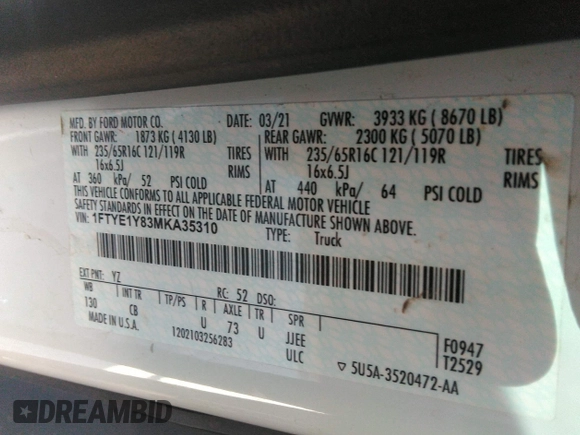 MFD. BY FORD MOTOR CO. DATE: 03/21 GVWR: 3933 KG ( 8670 LB)
FRONT GAWR: 1873 KG ( 4130 LB) REAR GAWR: 2300 KG ( 5070 LB)
WITH 235/65R16C 121/119R TIRES WITH 235/65R16C 121/119R TIRES
16x6.5J RIMS 16x6.5J RIMS
AT 360 kPa/ 52 PSI COLD AT 440 kPa/ 64 PSI COLD
THIS VEHICLE CONFORMS TO ALL APPLICABLE FEDERAL MOTOR VEHICLE
SAFETY STANDARDS IN EFFECT ON THE DATE OF MANUFACTURE SHOWN ABOVE.
VIN: 1FTYE1Y83MKA35310
TYPE: Truck
EXT PNT: YZ RC: 52 DSO:
WB INT TR TP/PS R AXLE TR SPR
130 CB U 73 U JJEE F0947
MADE IN U.S.A. 1202103256283 ULC T2529
▽ 5U5A-3520472-AA
DREAMBID